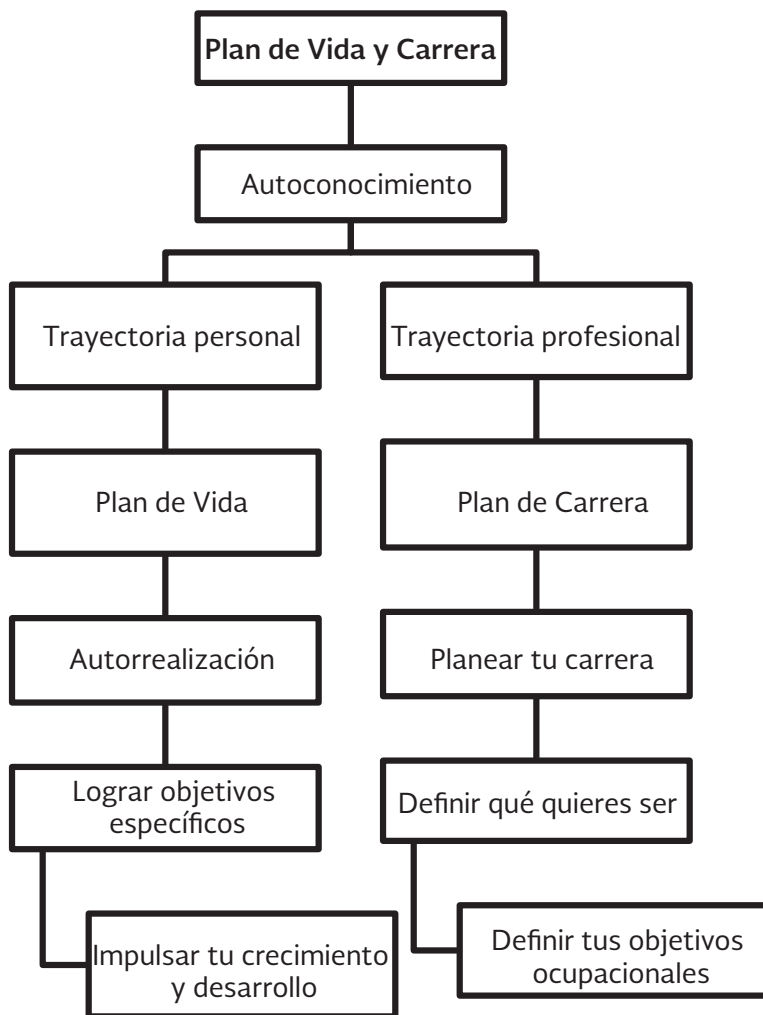 Plan de Vida y Carrera
Autoconocimiento
Trayectoria personal
Trayectoria profesional
Plan de Vida
Plan de Carrera
Autorrealización
Planear tu carrera
Lograr objetivos
específicos
Definir qué quieres ser
Impulsar tu crecimiento
y desarrollo
Definir tus objetivos
ocupacionales